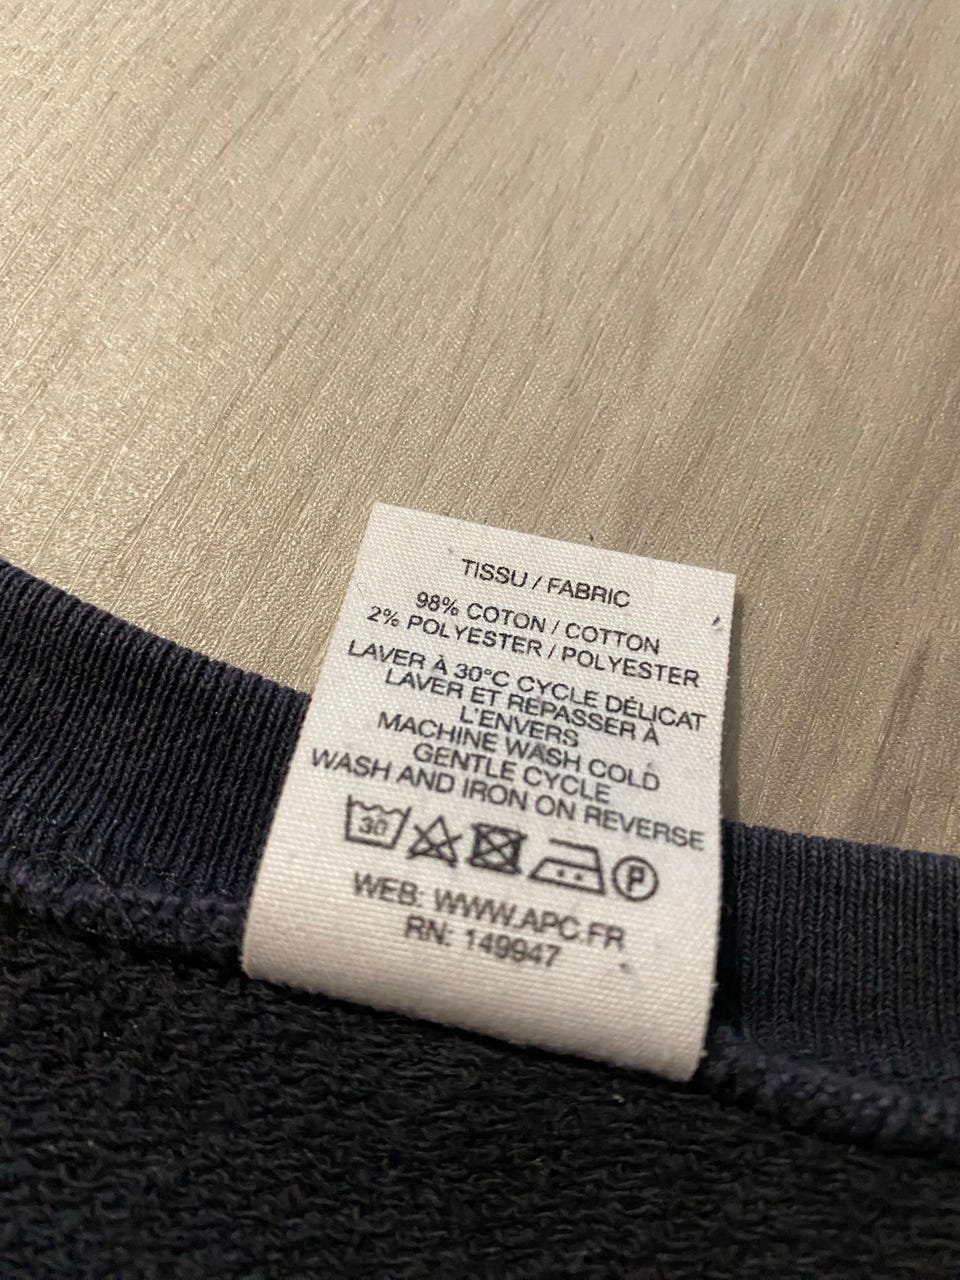 TISSU / FABRIC
98% COTON / COTTON
2% POLYESTER / POLYESTER
LAVER À 30°C CYCLE DÉLICAT
LAVER ET REPASSER À
L'ENVERS
MACHINE WASH COLD
GENTLE CYCLE
WASH AND IRON ON REVERSE
30 P
WEB: WWW.APC.FR
RN: 149947